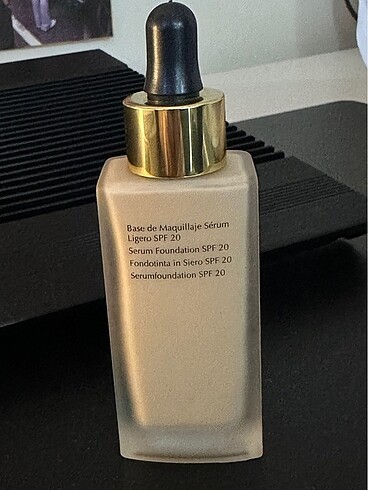 Base de Maquillaje Sérum
Ligero SPF 20
Serum Foundation SPF 20
Fondotinta in Siero SPF 20
Serumfoundation SPF 20